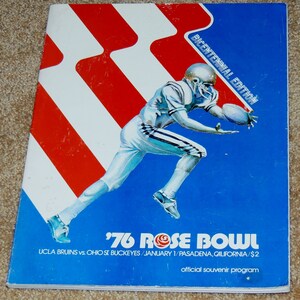 BICENTENNIAL EDITION
'76 ROSE BOWL
UCLA BRUINS vs. OHIO ST. BUCKEYES / JANUARY 1 / PASADENA, CALIFORNIA / $2
official souvenir program